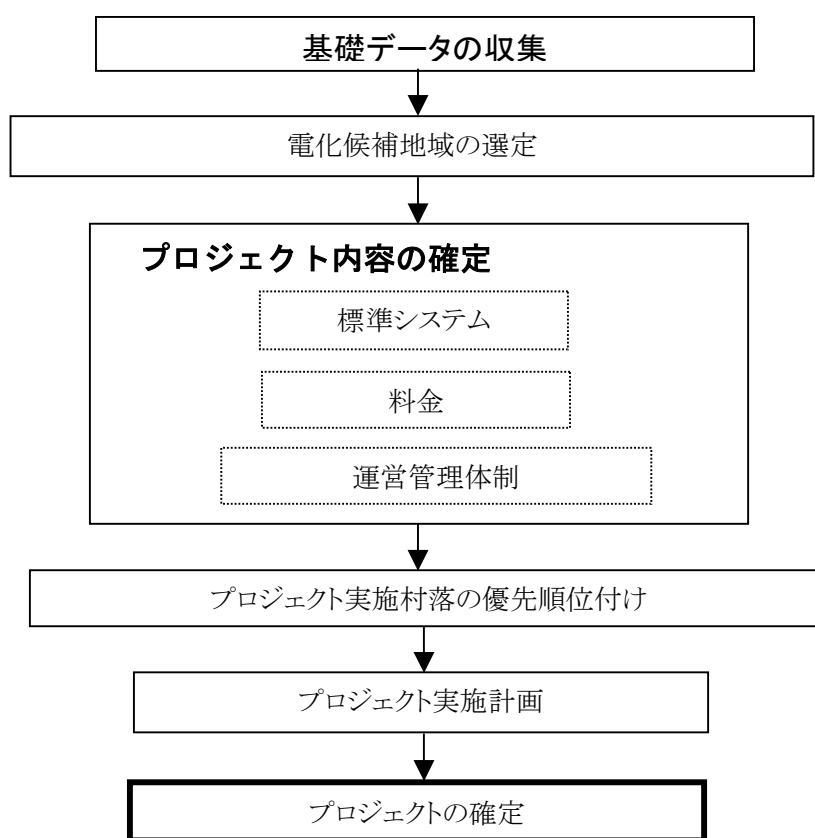 基礎データの収集
電化候補地域の選定
プロジェクト内容の確定
標準システム
料金
運営管理体制
プロジェクト実施村落の優先順位付け
プロジェクト実施計画
プロジェクトの確定